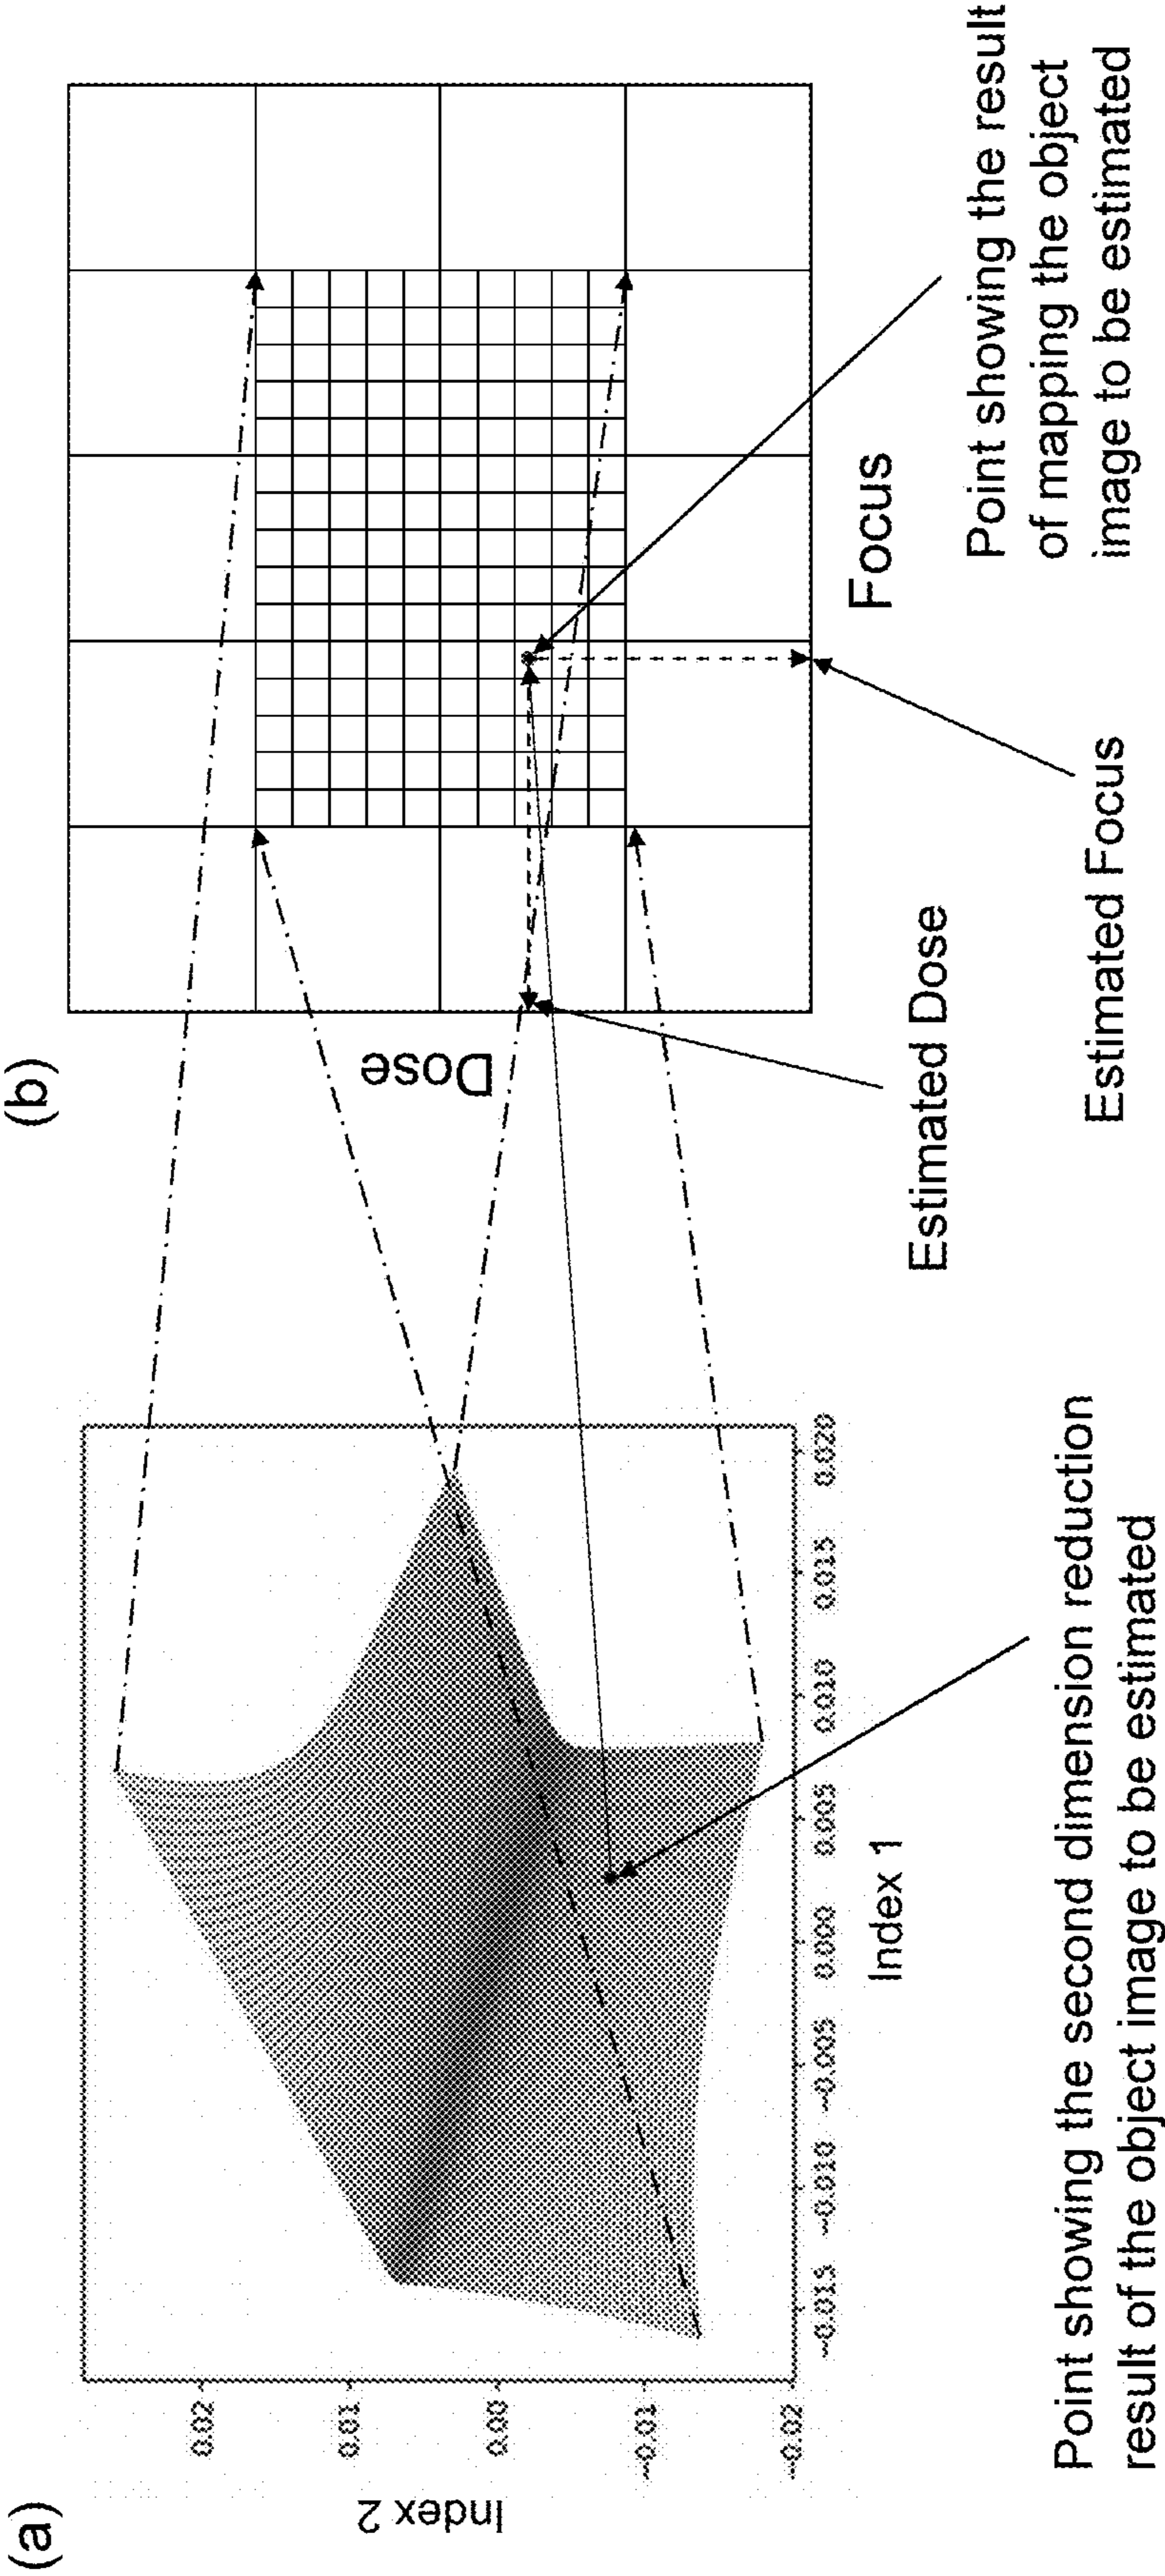 (a)
Index 2
0.02
0.01
0.00
-0.01
-0.02
-0.015
-0.010
-0.005
0.000
0.005
0.010
0.015
0.020
Index 1
Point showing the second dimension reduction
result of the object image to be estimated
(b)
Dose
Focus
Estimated Dose
Estimated Focus
Point showing the result
of mapping the object
image to be estimated